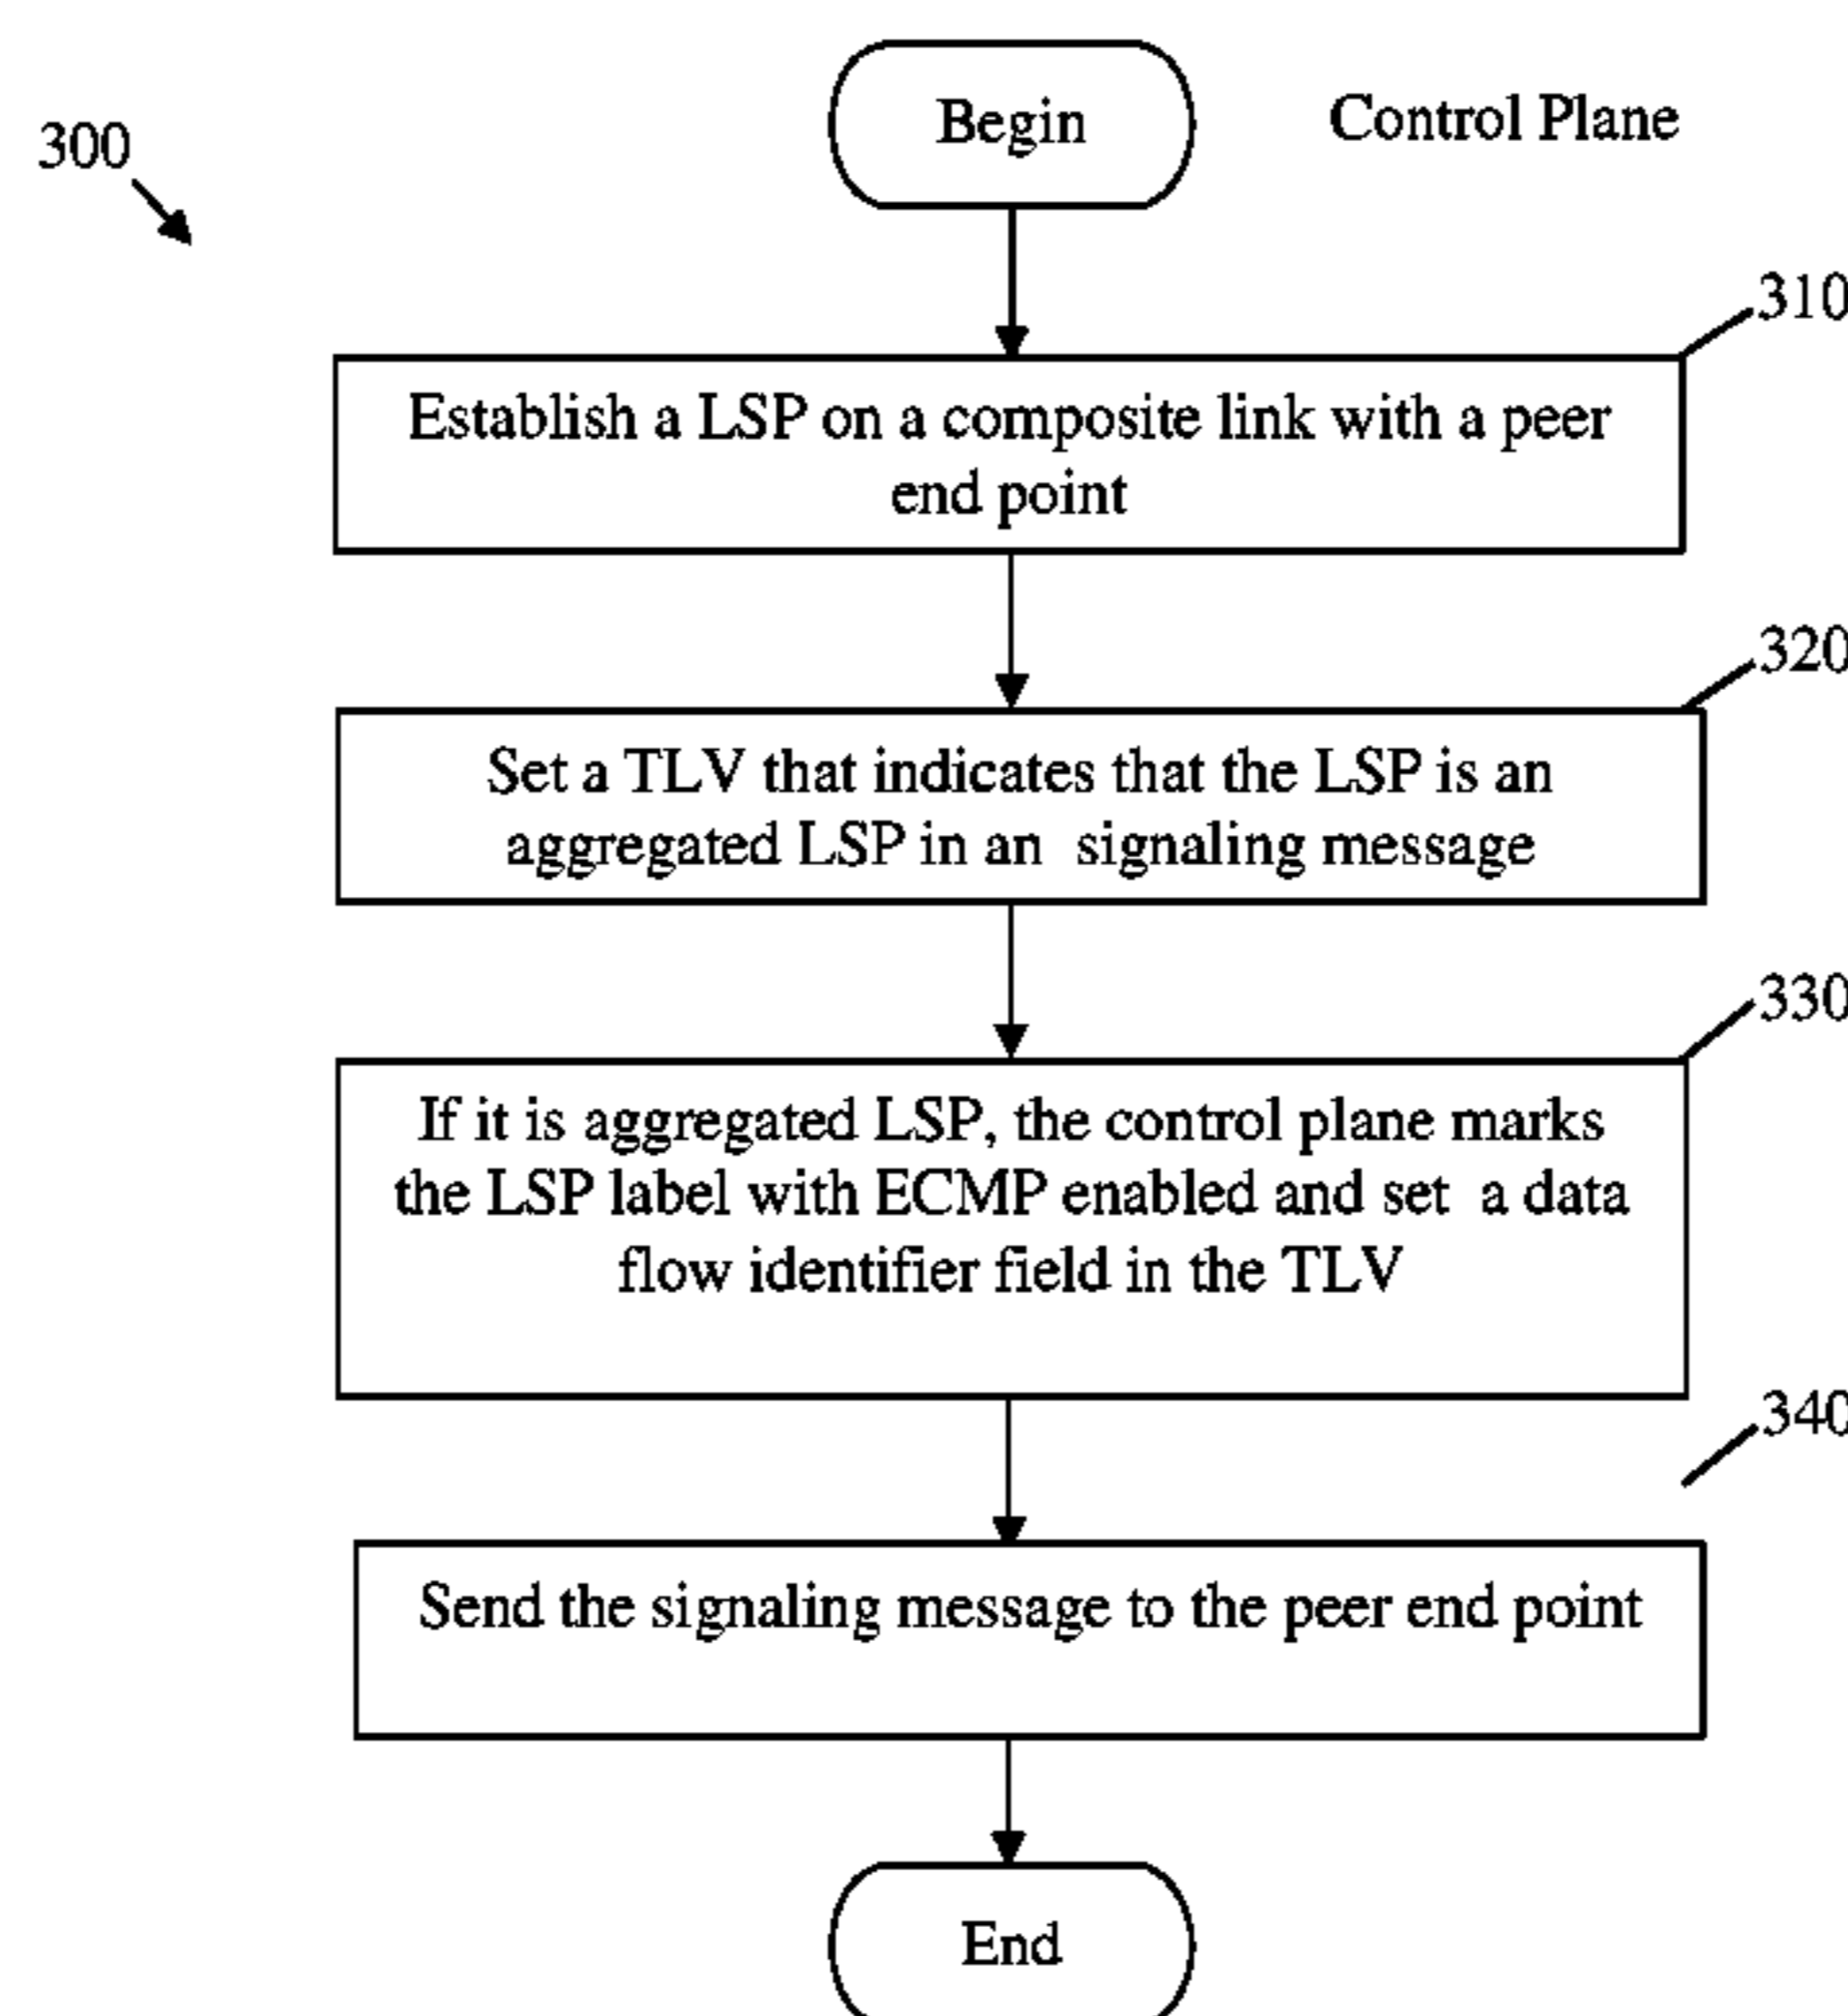 Begin
Control Plane
300
310
Establish a LSP on a composite link with a peer
end point
320
Set a TLV that indicates that the LSP is an
aggregated LSP in an signaling message
330
If it is aggregated LSP, the control plane marks
the LSP label with ECMP enabled and set a data
flow identifier field in the TLV
340
Send the signaling message to the peer end point
End